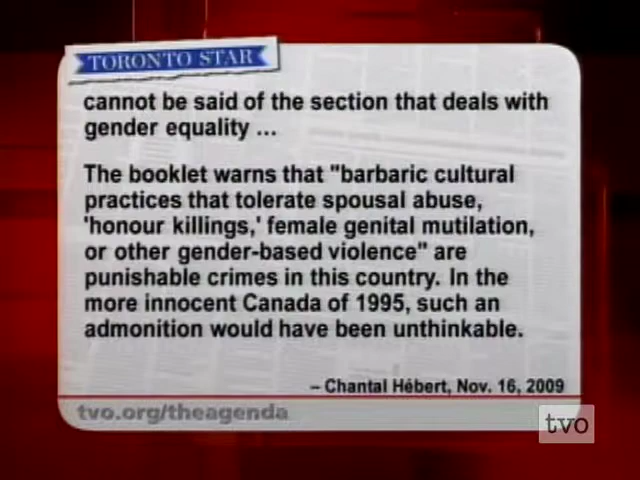 TORONTO STAR
cannot be said of the section that deals with
gender equality ...
The booklet warns that "barbaric cultural
practices that tolerate spousal abuse,
'honour killings,' female genital mutilation,
or other gender-based violence" are
punishable crimes in this country. In the
more innocent Canada of 1995, such an
admonition would have been unthinkable.
– Chantal Hébert, Nov. 16, 2009
tvo.org/theagenda
tvo